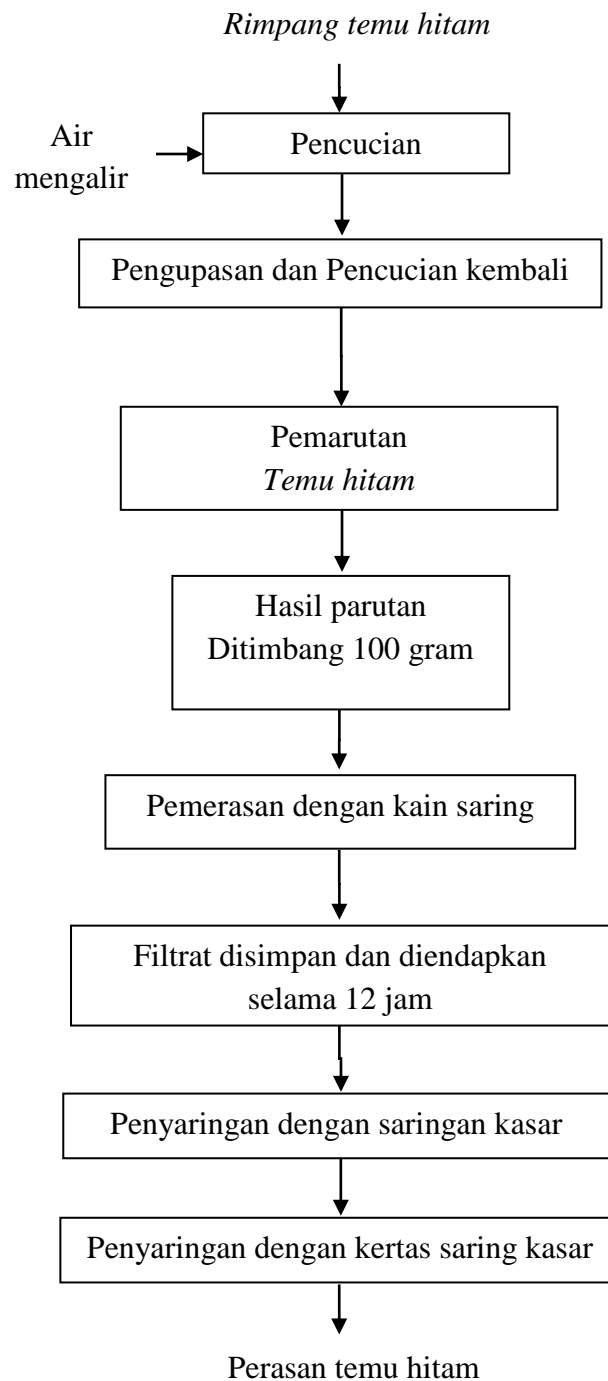 Rimpang temu hitam
Air
mengalir
Pencucian
Pengupasan dan Pencucian kembali
Pemarutan
Temu hitam
Hasil parutan
Ditimbang 100 gram
Pemerasan dengan kain saring
Filtrat disimpan dan diendapkan
selama 12 jam
Penyaringan dengan saringan kasar
Penyaringan dengan kertas saring kasar
Perasan temu hitam